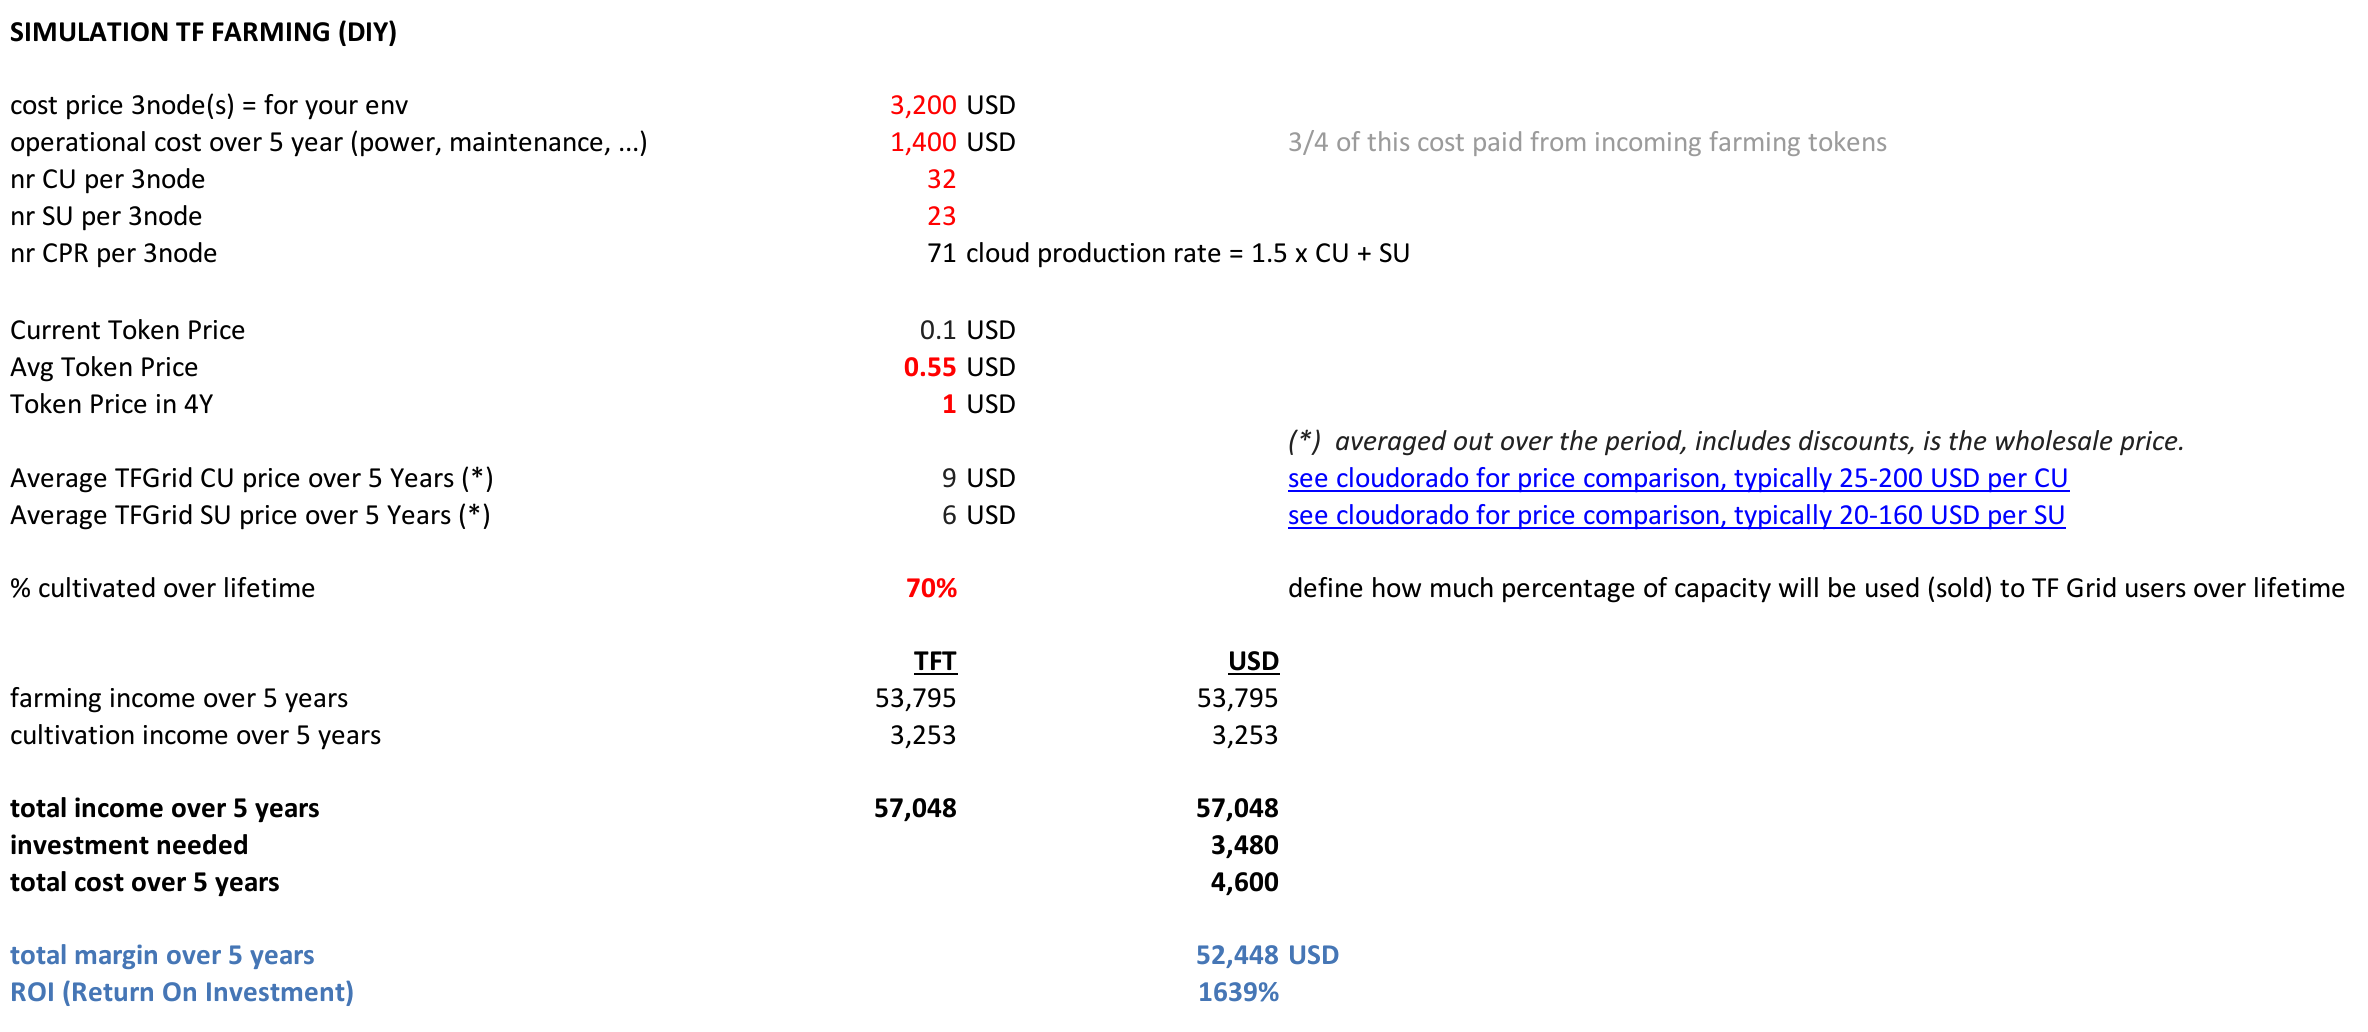 SIMULATION TF FARMING (DIY)
cost price 3node(s) = for your env 3,200 USD
operational cost over 5 year (power, maintenance, ...) 1,400 USD 3/4 of this cost paid from incoming farming tokens
nr CU per 3node 32
nr SU per 3node 23
nr CPR per 3node 71 cloud production rate = 1.5 x CU + SU
Current Token Price 0.1 USD
Avg Token Price 0.55 USD
Token Price in 4Y 1 USD
(*) averaged out over the period, includes discounts, is the wholesale price.
Average TFGrid CU price over 5 Years (*) 9 USD see cloudorado for price comparison, typically 25-200 USD per CU
Average TFGrid SU price over 5 Years (*) 6 USD see cloudorado for price comparison, typically 20-160 USD per SU
% cultivated over lifetime 70% define how much percentage of capacity will be used (sold) to TF Grid users over lifetime
TFT USD
farming income over 5 years 53,795 53,795
cultivation income over 5 years 3,253 3,253
total income over 5 years 57,048 57,048
investment needed 3,480
total cost over 5 years 4,600
total margin over 5 years 52,448 USD
ROI (Return On Investment) 1639%